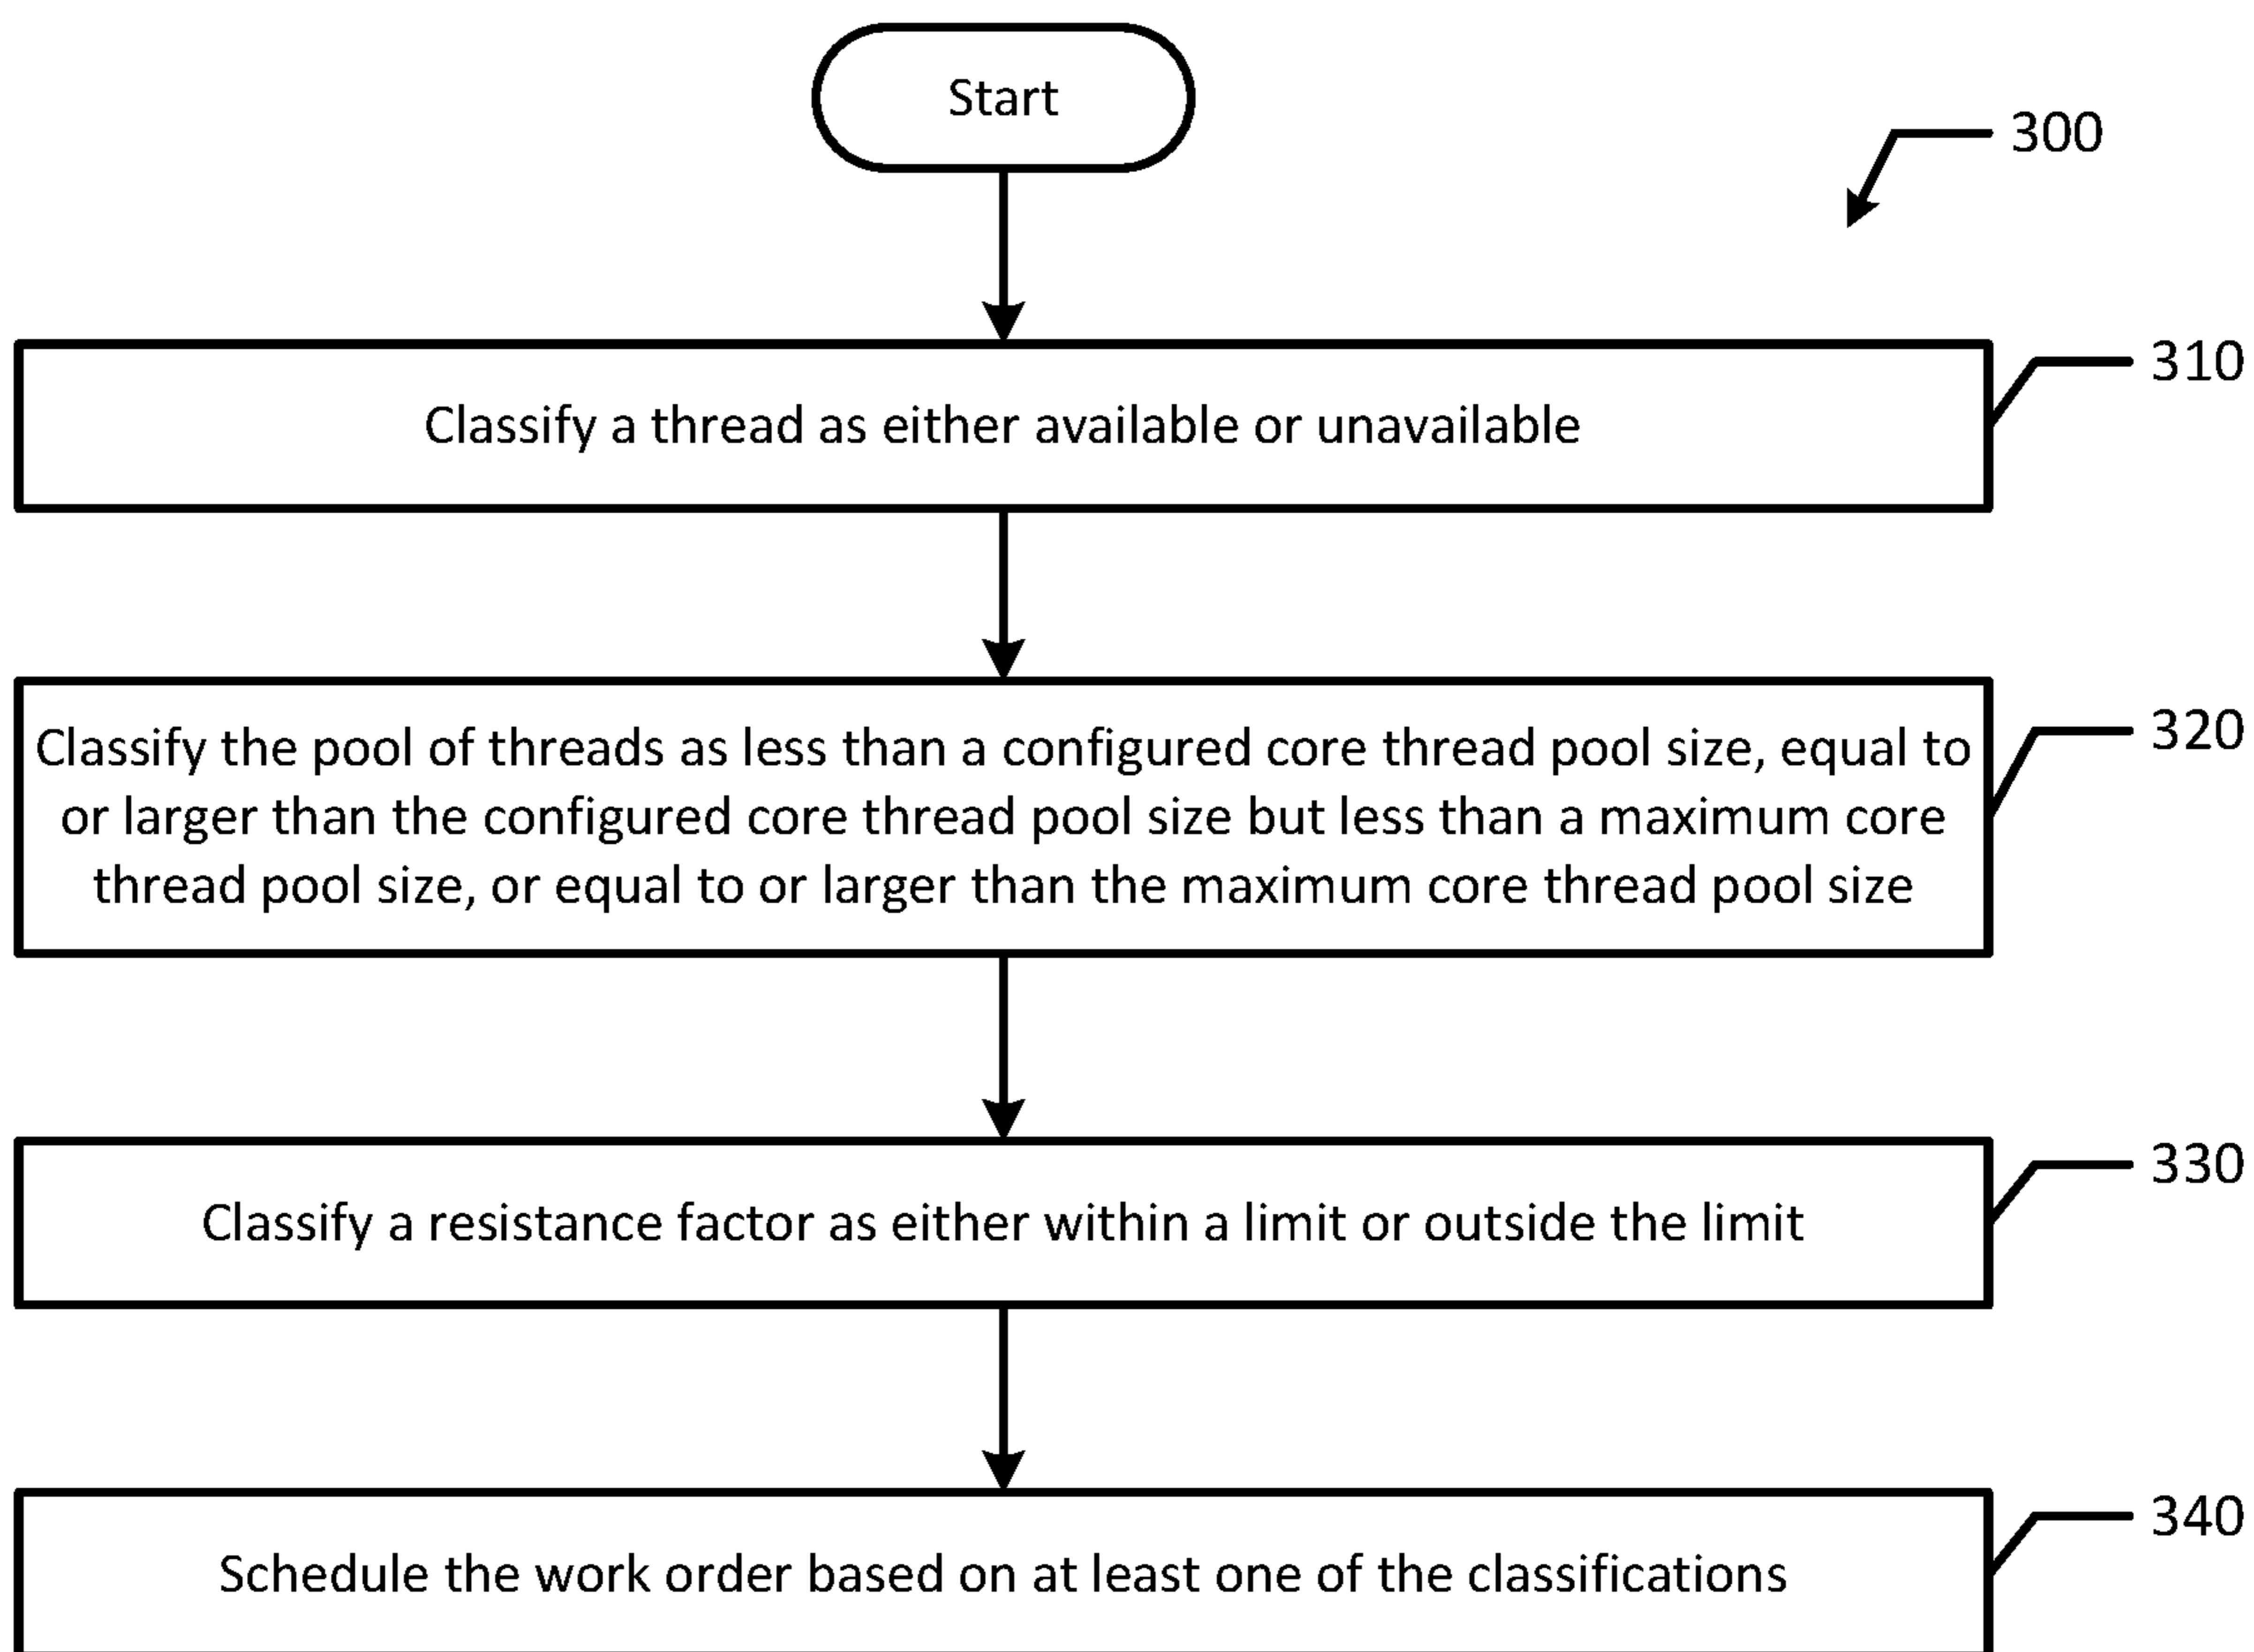 Start
300
310
Classify a thread as either available or unavailable
320
Classify the pool of threads as less than a configured core thread pool size, equal to
or larger than the configured core thread pool size but less than a maximum core
thread pool size, or equal to or larger than the maximum core thread pool size
330
Classify a resistance factor as either within a limit or outside the limit
340
Schedule the work order based on at least one of the classifications